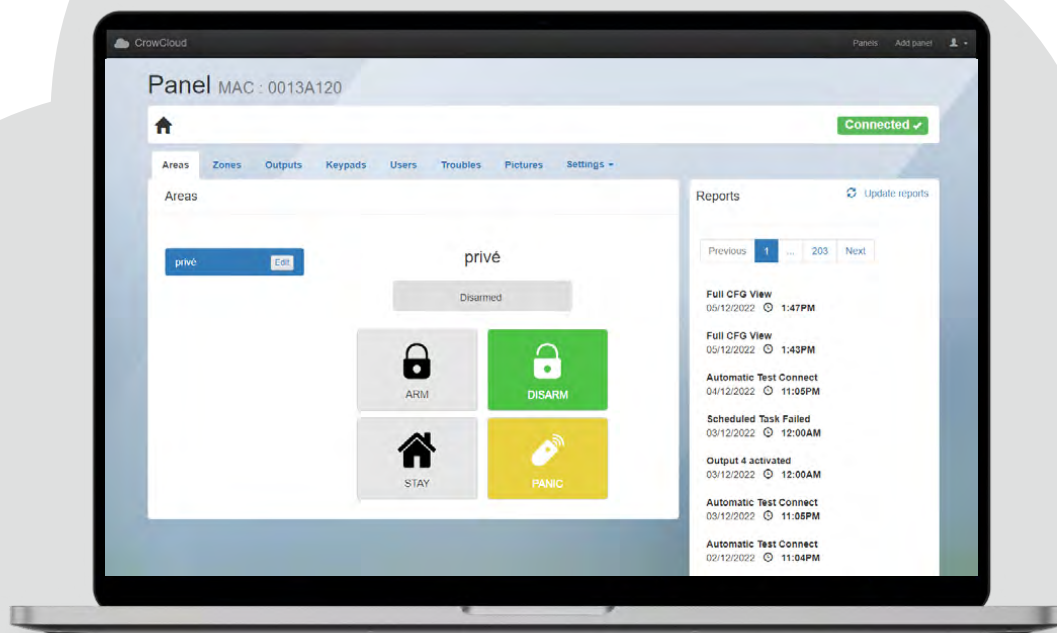 CrowCloud
Panels Add panel
Panel MAC : 0013A120
Connected
Areas Zones Outputs Keypads Users Troubles Pictures Settings
Areas
privé Edit
privé
Disarmed
ARM
DISARM
STAY
PANIC
Reports Update reports
Previous 1 ... 203 Next
Full CFG View
05/12/2022 1:47PM
Full CFG View
05/12/2022 1:43PM
Automatic Test Connect
04/12/2022 11:05PM
Scheduled Task Failed
03/12/2022 12:00AM
Output 4 activated
03/12/2022 12:00AM
Automatic Test Connect
03/12/2022 11:05PM
Automatic Test Connect
02/12/2022 11:04PM